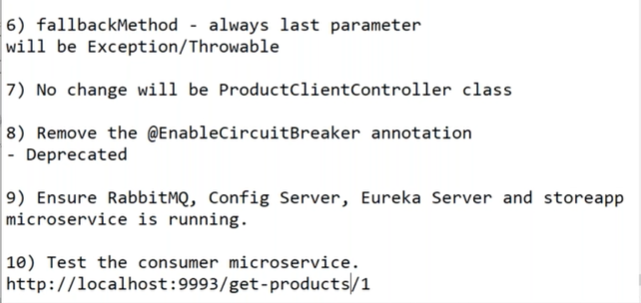 6) fallbackMethod - always last parameter
will be Exception/Throwable
7) No change will be ProductClientController class
8) Remove the @EnableCircuitBreaker annotation
- Deprecated
9) Ensure RabbitMQ, Config Server, Eureka Server and storeapp
microservice is running.
10) Test the consumer microservice.
http://localhost:9993/get-products/1